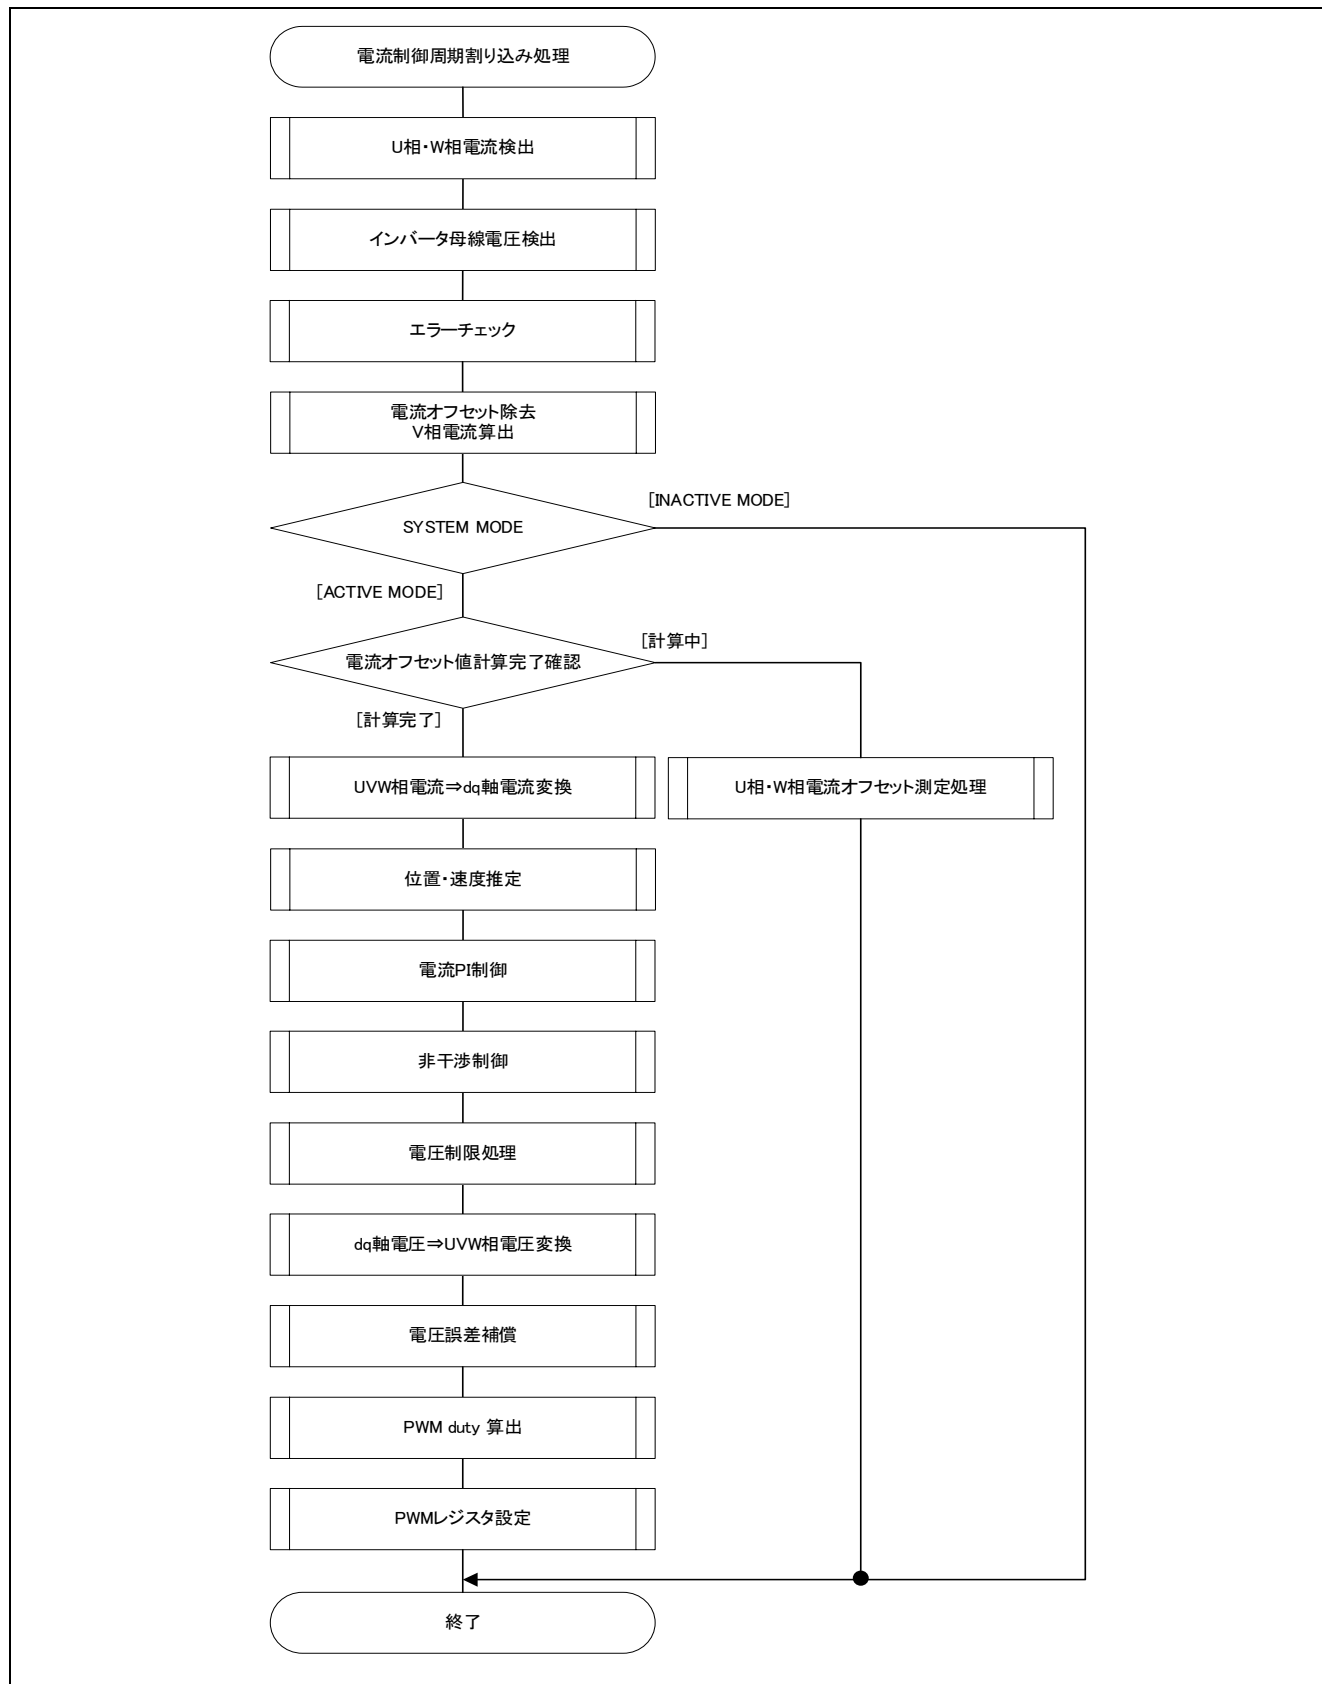 電流制御周期割り込み処理
U相・W相電流検出
インバータ母線電圧検出
エラーチェック
電流オフセット除去
V相電流算出
SYSTEM MODE
[INACTIVE MODE]
[ACTIVE MODE]
電流オフセット値計算完了確認
[計算中]
[計算完了]
UVW相電流⇒dq軸電流変換
U相・W相電流オフセット測定処理
位置・速度推定
電流PI制御
非干渉制御
電圧制限処理
dq軸電圧⇒UVW相電圧変換
電圧誤差補償
PWM duty 算出
PWMレジスタ設定
終了